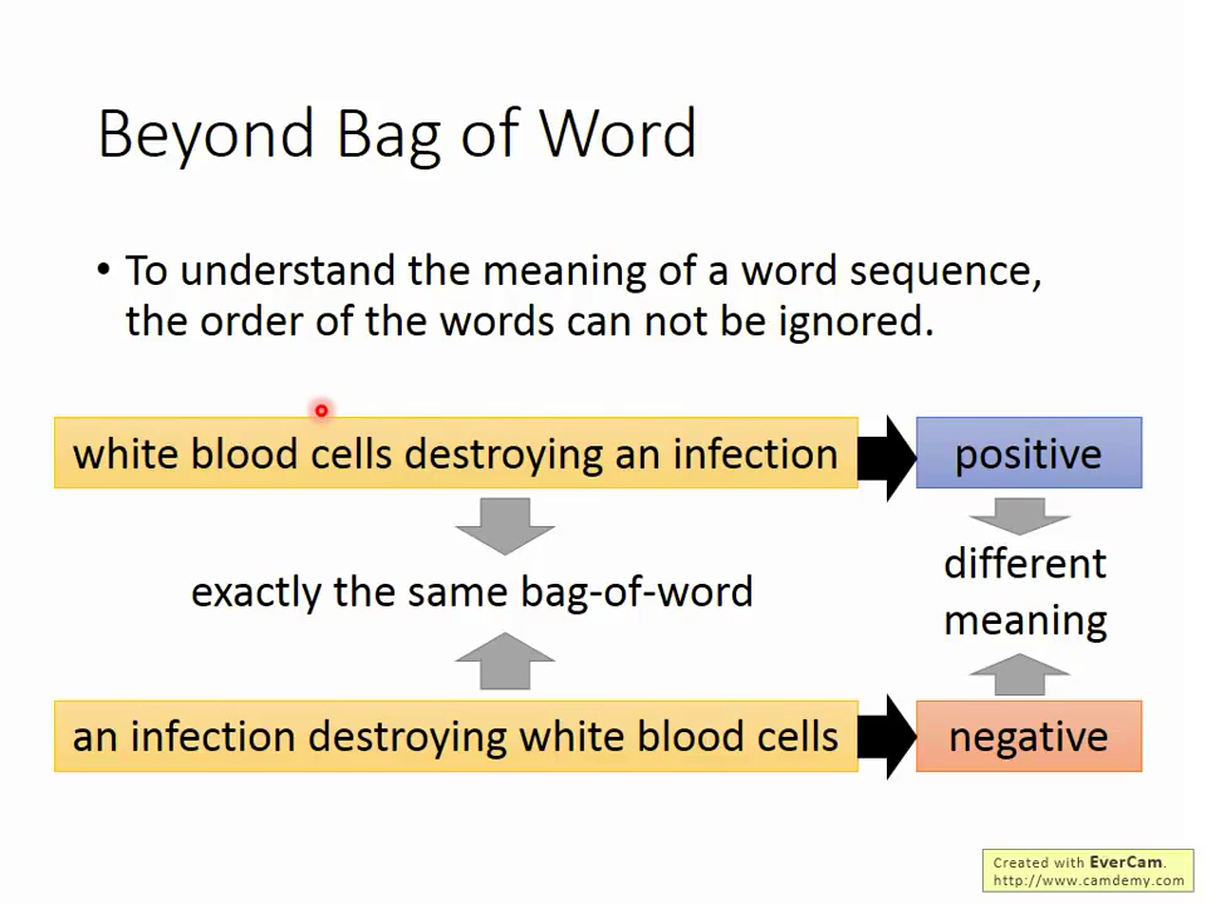 Beyond Bag of Word
• To understand the meaning of a word sequence,
the order of the words can not be ignored.
white blood cells destroying an infection
positive
exactly the same bag-of-word
different
meaning
an infection destroying white blood cells
negative
Created with EverCam.
http://www.camdemy.com